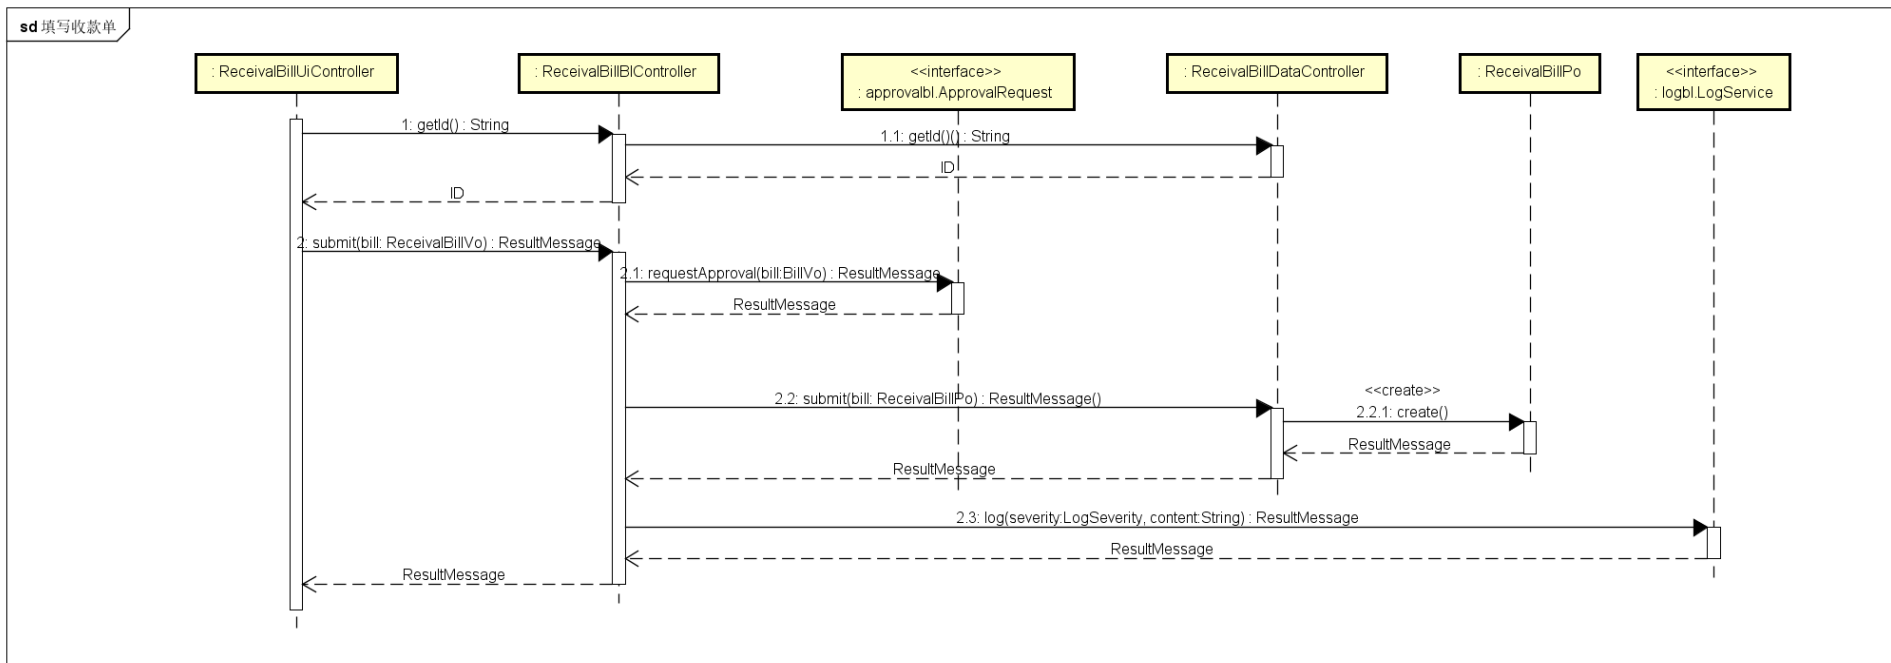 sd 填写收款单
: ReceivalBillUiController
: ReceivalBillBlController
<<interface>>
: approvalbl.ApprovalRequest
: ReceivalBillDataController
: ReceivalBillPo
<<interface>>
: logbl.LogService
1: getId() : String
1.1: getId()() : String
ID
ID
2: submit(bill: ReceivalBillVo) : ResultMessage
2.1: requestApproval(bill:BillVo) : ResultMessage
ResultMessage
2.2: submit(bill: ReceivalBillPo) : ResultMessage()
<<create>>
2.2.1: create()
ResultMessage
ResultMessage
2.3: log(severity:LogSeverity, content:String) : ResultMessage
ResultMessage
ResultMessage